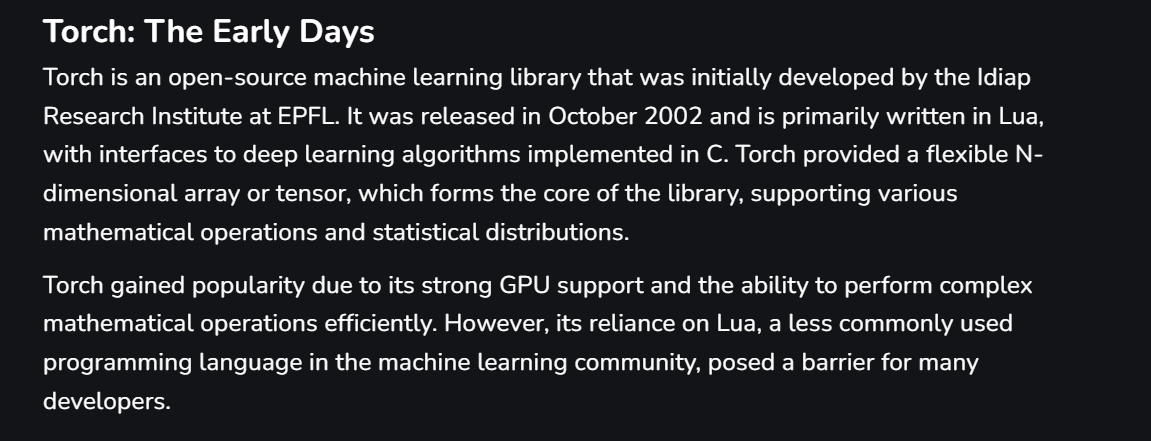 Torch: The Early Days
Torch is an open-source machine learning library that was initially developed by the Idiap
Research Institute at EPFL. It was released in October 2002 and is primarily written in Lua,
with interfaces to deep learning algorithms implemented in C. Torch provided a flexible N-
dimensional array or tensor, which forms the core of the library, supporting various
mathematical operations and statistical distributions.
Torch gained popularity due to its strong GPU support and the ability to perform complex
mathematical operations efficiently. However, its reliance on Lua, a less commonly used
programming language in the machine learning community, posed a barrier for many
developers.